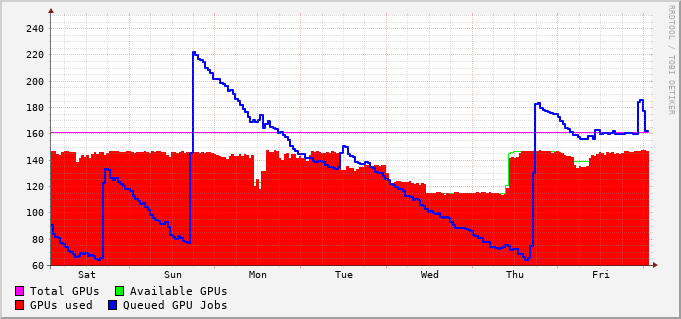 RRDTOOL / TOBI OETIKER
240
220
200
180
160
140
120
100
80
60
Sat Sun Mon Tue Wed Thu Fri
Total GPUs Available GPUs
GPUs used Queued GPU Jobs